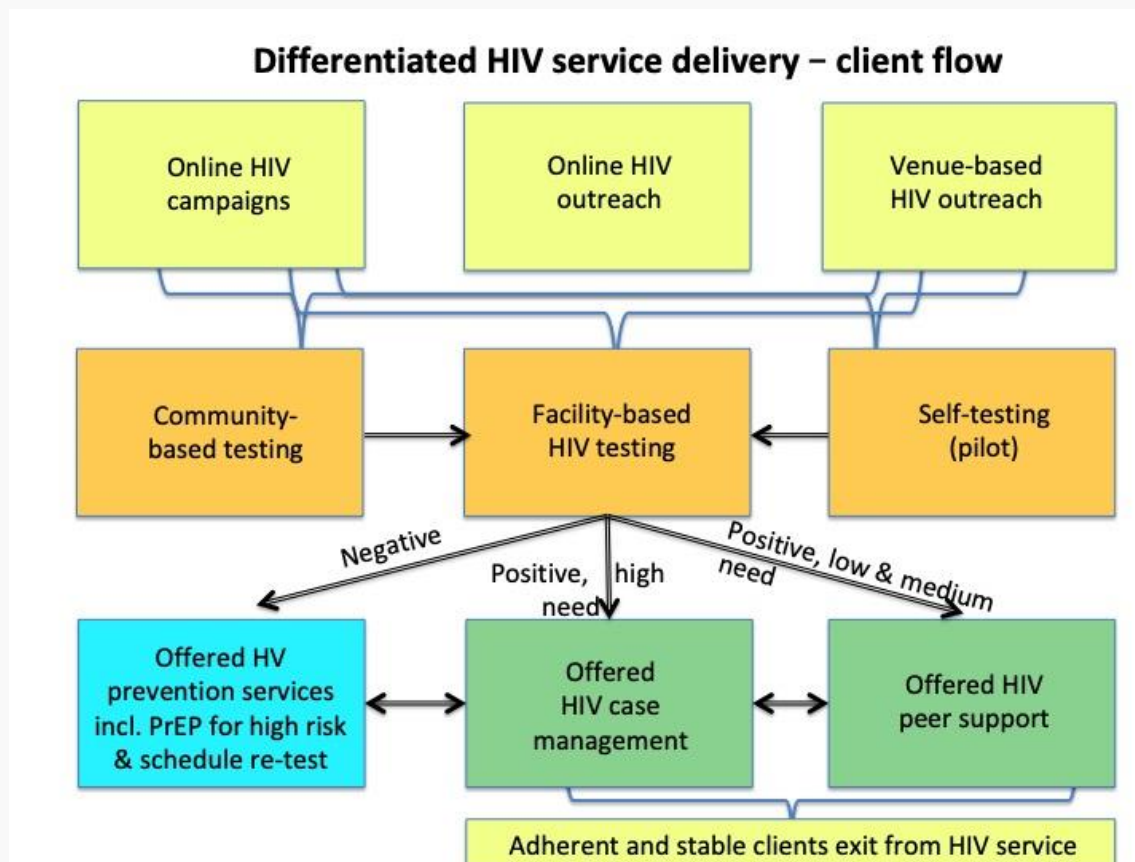 Differentiated HIV service delivery – client flow
Online HIV
campaigns
Online HIV
outreach
Venue-based
HIV outreach
Community-
based testing
Facility-based
HIV testing
Self-testing
(pilot)
Negative
Positive, high
need
Positive, low & medium
need
Offered HV
prevention services
incl. PrEP for high risk
& schedule re-test
Offered
HIV case
management
Offered HIV
peer support
Adherent and stable clients exit from HIV service